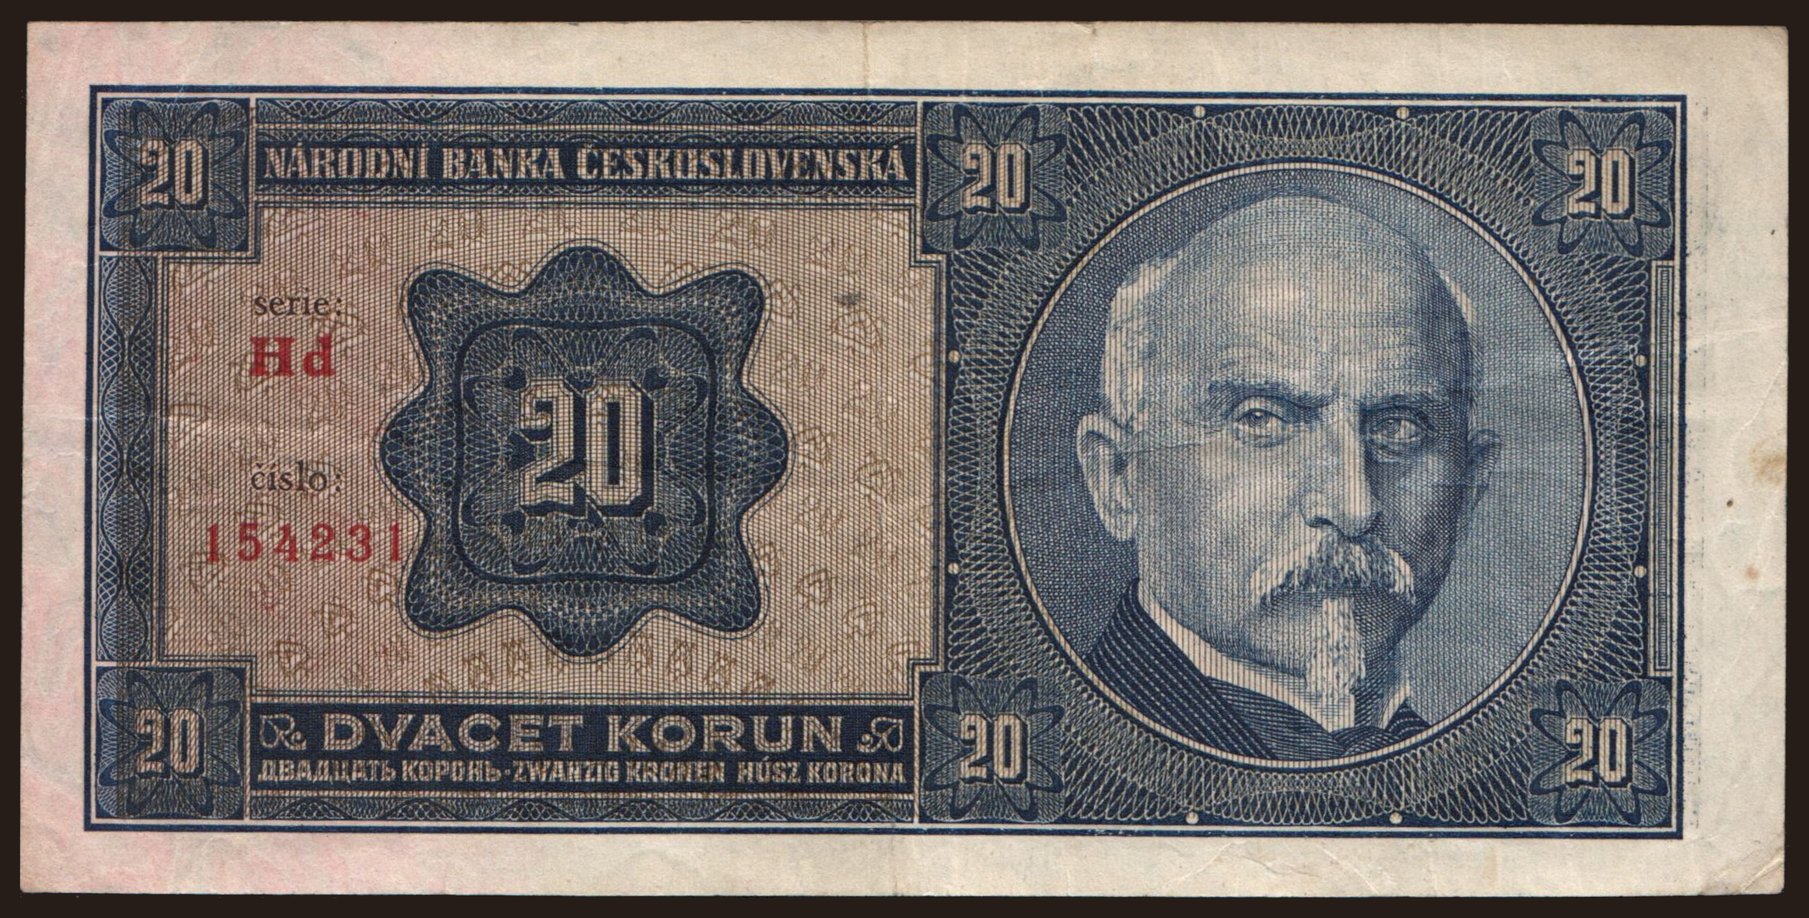 20 NÁRODNÍ BANKA ČESKOSLOVENSKÁ 20 20
serie:
Hd
20
číslo:
154231
20 DVACET KORUN 20 20
ДВАДЦАТЬ КОРОНЬ-ZWANZIG KRONEN HÚSZ KORONA